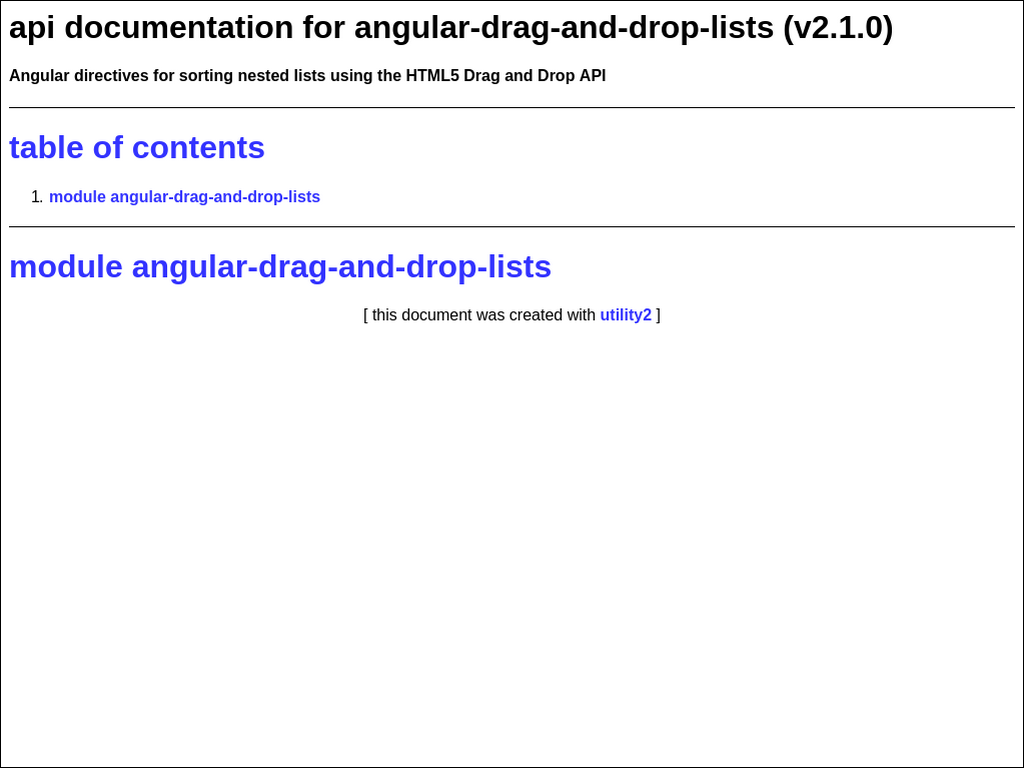 api documentation for angular-drag-and-drop-lists (v2.1.0)
Angular directives for sorting nested lists using the HTML5 Drag and Drop API
table of contents
1. module angular-drag-and-drop-lists
module angular-drag-and-drop-lists
[ this document was created with utility2 ]